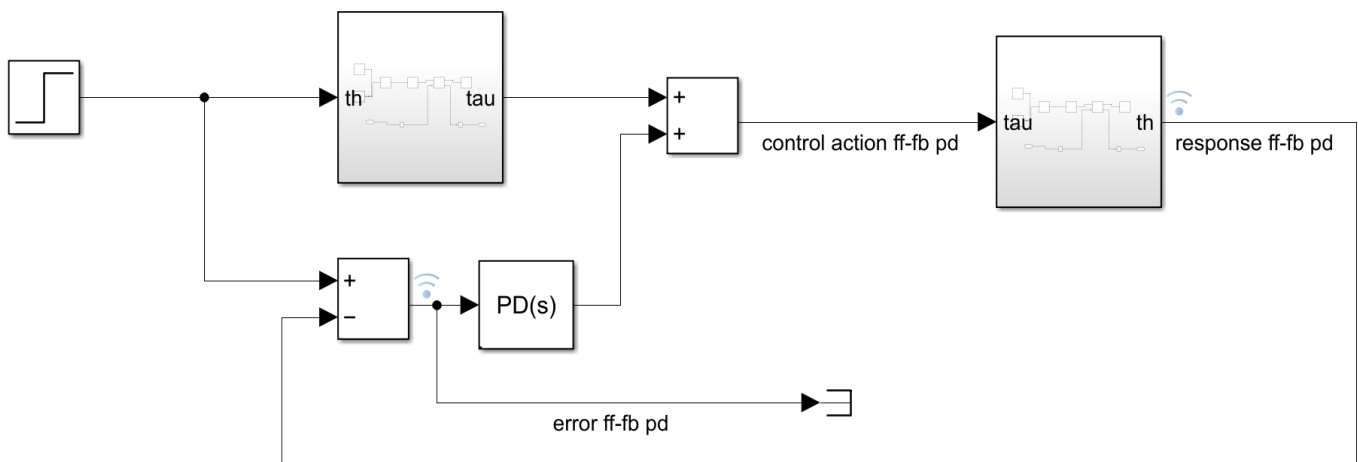 th
tau
+
+
control action ff-fb pd
tau
th
response ff-fb pd
+
−
PD(s)
error ff-fb pd